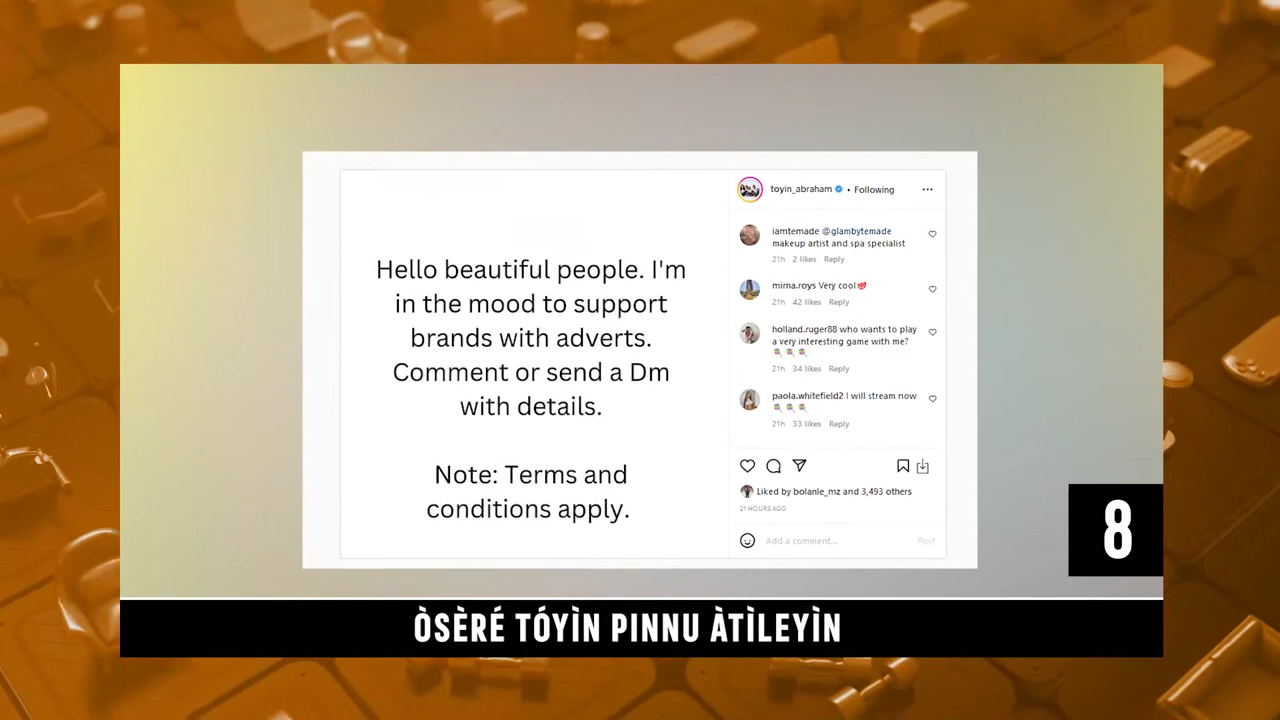 Hello beautiful people. I'm
in the mood to support
brands with adverts.
Comment or send a Dm
with details.
Note: Terms and
conditions apply.
toyin_abraham • Following
iamtemade @glambytemade
makeup artist and spa specialist
21h 2 likes Reply
mirna.roys Very cool💯
21h 42 likes Reply
holland.ruger88 who wants to play
a very interesting game with me?
21h 34 likes Reply
paola.whitefield2 I will stream now
21h 33 likes Reply
Liked by bolanle_mz and 3,493 others
21 HOURS AGO
Add a comment... Post
8
ÒSÈRÉ TÓYÌN PINNU ÀTÌLEYÌN